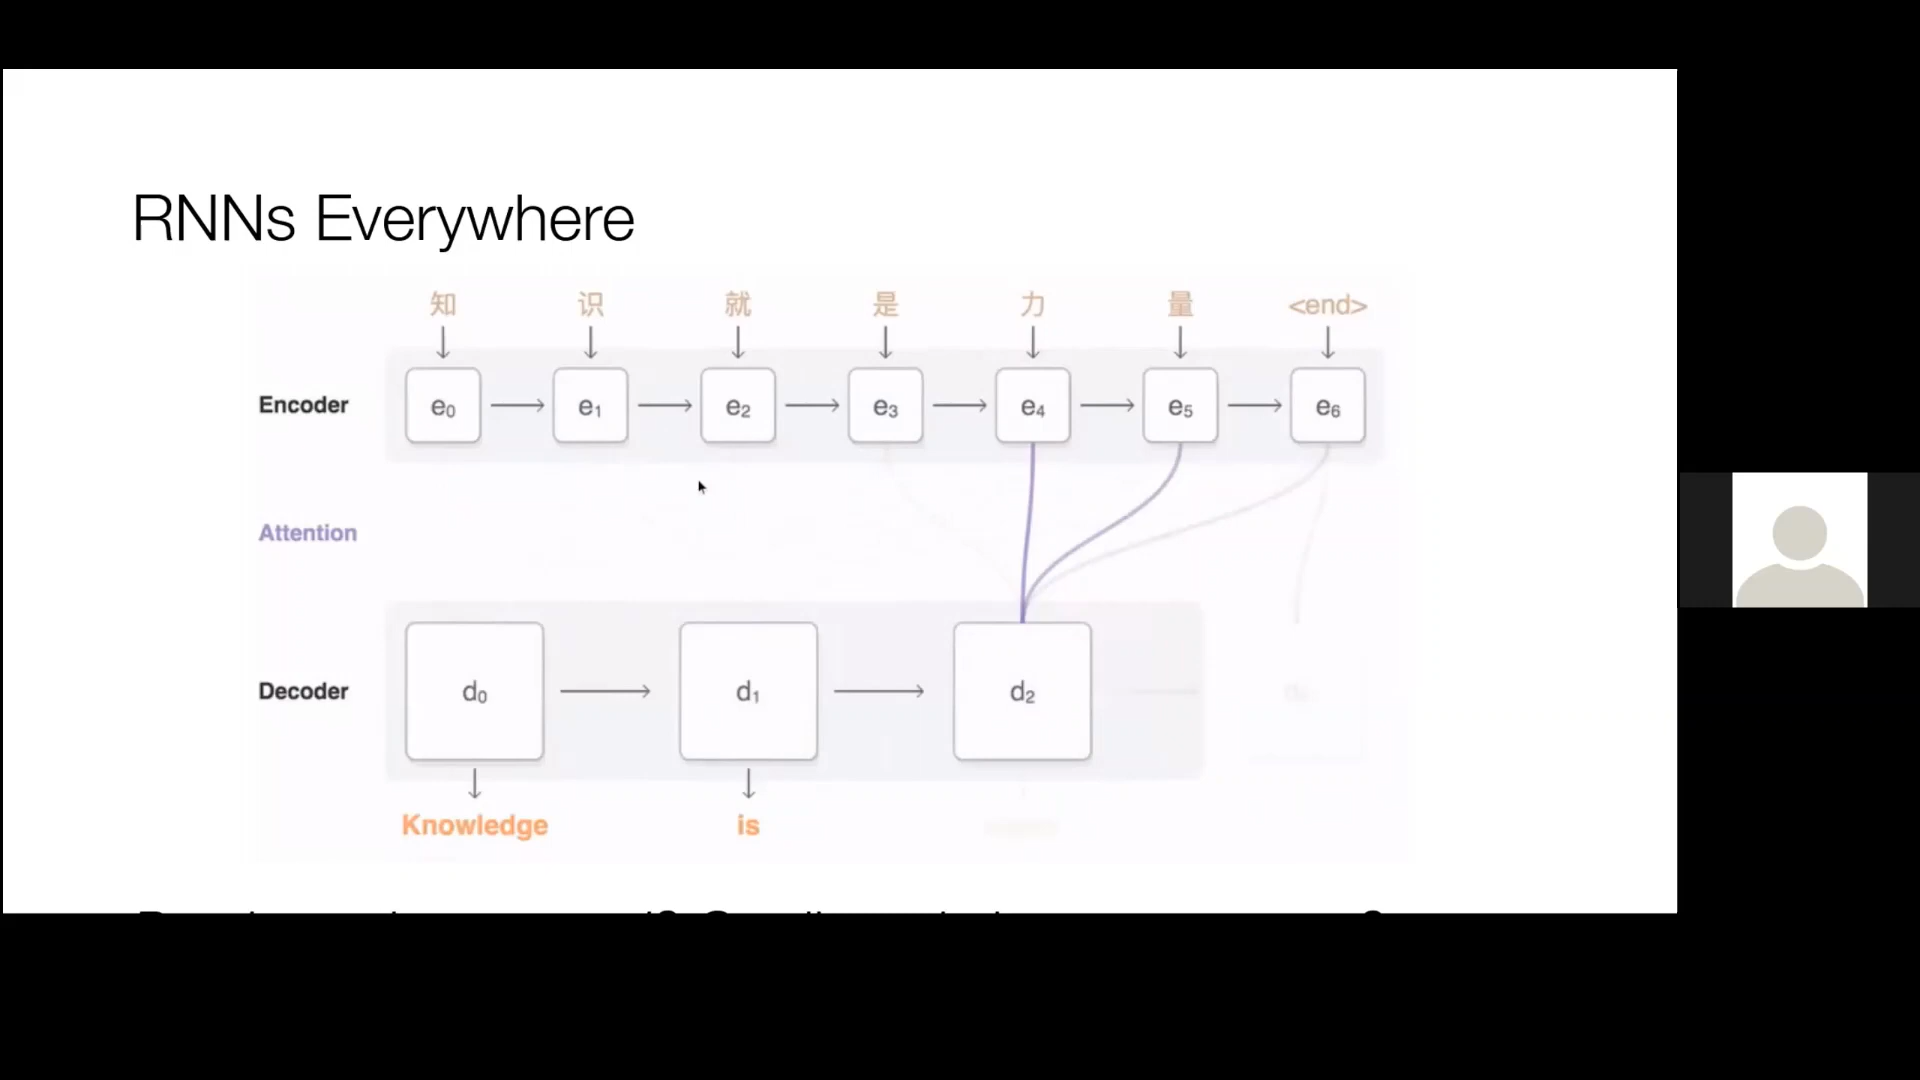 RNNs Everywhere
知 识 就 是 力 量 <end>
Encoder e₀ e₁ e₂ e₃ e₄ e₅ e₆
Attention
Decoder d₀ d₁ d₂
Knowledge is